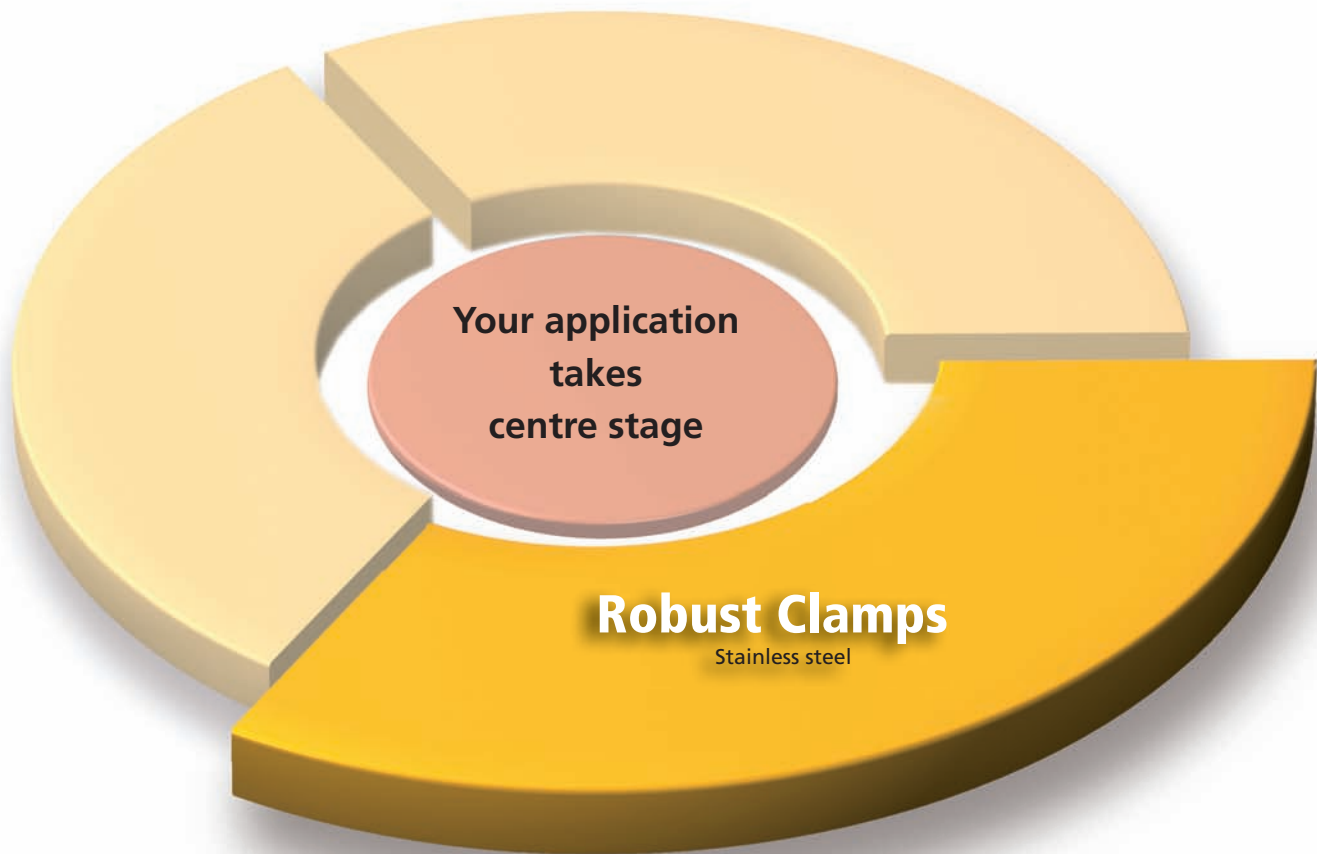 Your application
takes
centre stage
Robust Clamps
Stainless steel